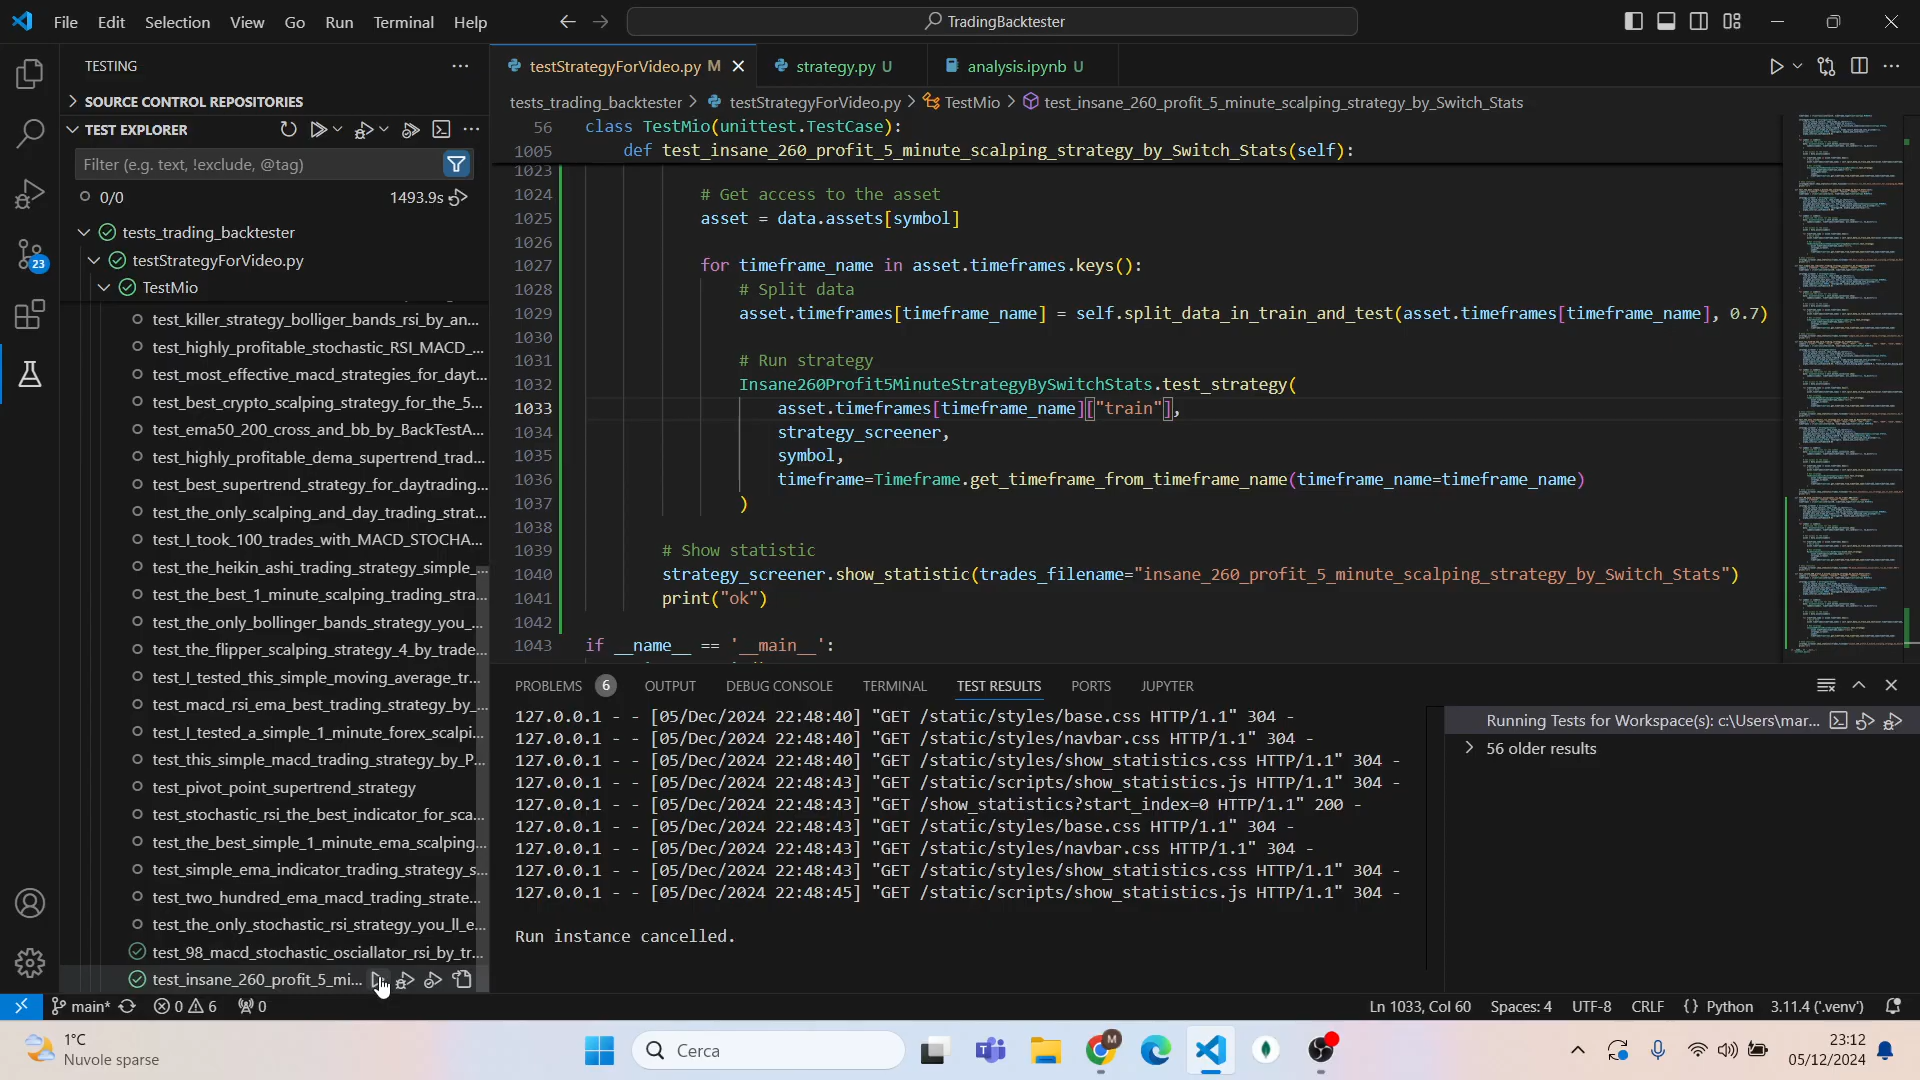 File Edit Selection View Go Run Terminal Help
TradingBacktester
TESTING
SOURCE CONTROL REPOSITORIES
TEST EXPLORER
Filter (e.g. text, !exclude, @tag)
0/0 1493.9s
tests_trading_backtester
testStrategyForVideo.py
TestMio
test_killer_strategy_bolliger_bands_rsi_by_an...
test_highly_profitable_stochastic_RSI_MACD_...
test_most_effective_macd_strategies_for_dayt...
test_best_crypto_scalping_strategy_for_the_5...
test_ema50_200_cross_and_bb_by_BackTestA...
test_highly_profitable_dema_supertrend_trad...
test_best_supertrend_strategy_for_daytrading...
test_the_only_scalping_and_day_trading_strat...
test_I_took_100_trades_with_MACD_STOCHA...
test_the_heikin_ashi_trading_strategy_simple_...
test_the_best_1_minute_scalping_trading_stra...
test_the_only_bollinger_bands_strategy_you_...
test_the_flipper_scalping_strategy_4_by_trade...
test_I_tested_this_simple_moving_average_tr...
test_macd_rsi_ema_best_trading_strategy_by_...
test_I_tested_a_simple_1_minute_forex_scalpi...
test_this_simple_macd_trading_strategy_by_P...
test_pivot_point_supertrend_strategy
test_stochastic_rsi_the_best_indicator_for_sca...
test_the_best_simple_1_minute_ema_scalping...
test_simple_ema_indicator_trading_strategy_s...
test_two_hundred_ema_macd_trading_strate...
test_the_only_stochastic_rsi_strategy_you_ll_e...
test_98_macd_stochastic_osciallator_rsi_by_tr...
test_insane_260_profit_5_mi...
testStrategyForVideo.py M strategy.py U analysis.ipynb U
tests_trading_backtester > testStrategyForVideo.py > TestMio > test_insane_260_profit_5_minute_scalping_strategy_by_Switch_Stats
56 class TestMio(unittest.TestCase):
1005 def test_insane_260_profit_5_minute_scalping_strategy_by_Switch_Stats(self):
1023
1024 # Get access to the asset
1025 asset = data.assets[symbol]
1026
1027 for timeframe_name in asset.timeframes.keys():
1028 # Split data
1029 asset.timeframes[timeframe_name] = self.split_data_in_train_and_test(asset.timeframes[timeframe_name], 0.7)
1030
1031 # Run strategy
1032 Insane260Profit5MinuteStrategyBySwitchStats.test_strategy(
1033 asset.timeframes[timeframe_name]["train"],
1034 strategy_screener,
1035 symbol,
1036 timeframe=Timeframe.get_timeframe_from_timeframe_name(timeframe_name=timeframe_name)
1037 )
1038
1039 # Show statistic
1040 strategy_screener.show_statistic(trades_filename="insane_260_profit_5_minute_scalping_strategy_by_Switch_Stats")
1041 print("ok")
1042
1043 if __name__ == '__main__':
PROBLEMS 6 OUTPUT DEBUG CONSOLE TERMINAL TEST RESULTS PORTS JUPYTER
127.0.0.1 - - [05/Dec/2024 22:48:40] "GET /static/styles/base.css HTTP/1.1" 304 -
127.0.0.1 - - [05/Dec/2024 22:48:40] "GET /static/styles/navbar.css HTTP/1.1" 304 -
127.0.0.1 - - [05/Dec/2024 22:48:40] "GET /static/styles/show_statistics.css HTTP/1.1" 304 -
127.0.0.1 - - [05/Dec/2024 22:48:43] "GET /static/scripts/show_statistics.js HTTP/1.1" 304 -
127.0.0.1 - - [05/Dec/2024 22:48:43] "GET /show_statistics?start_index=0 HTTP/1.1" 200 -
127.0.0.1 - - [05/Dec/2024 22:48:43] "GET /static/styles/base.css HTTP/1.1" 304 -
127.0.0.1 - - [05/Dec/2024 22:48:43] "GET /static/styles/navbar.css HTTP/1.1" 304 -
127.0.0.1 - - [05/Dec/2024 22:48:43] "GET /static/styles/show_statistics.css HTTP/1.1" 304 -
127.0.0.1 - - [05/Dec/2024 22:48:45] "GET /static/scripts/show_statistics.js HTTP/1.1" 304 -
Run instance cancelled.
Running Tests for Workspace(s): c:\Users\mar...
56 older results
23
main* 0 6 0
Ln 1033, Col 60 Spaces: 4 UTF-8 CRLF {} Python 3.11.4 ('.venv')
1°C
Nuvole sparse
Cerca
M
23:12
05/12/2024